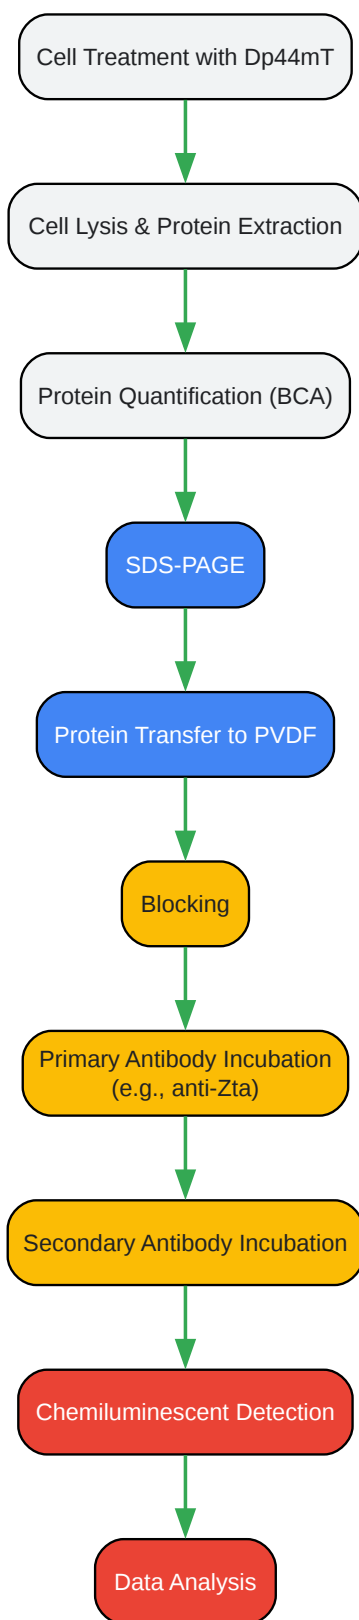 Cell Treatment with Dp44mT
Cell Lysis & Protein Extraction
Protein Quantification (BCA)
SDS-PAGE
Protein Transfer to PVDF
Blocking
Primary Antibody Incubation
(e.g., anti-Zta)
Secondary Antibody Incubation
Chemiluminescent Detection
Data Analysis